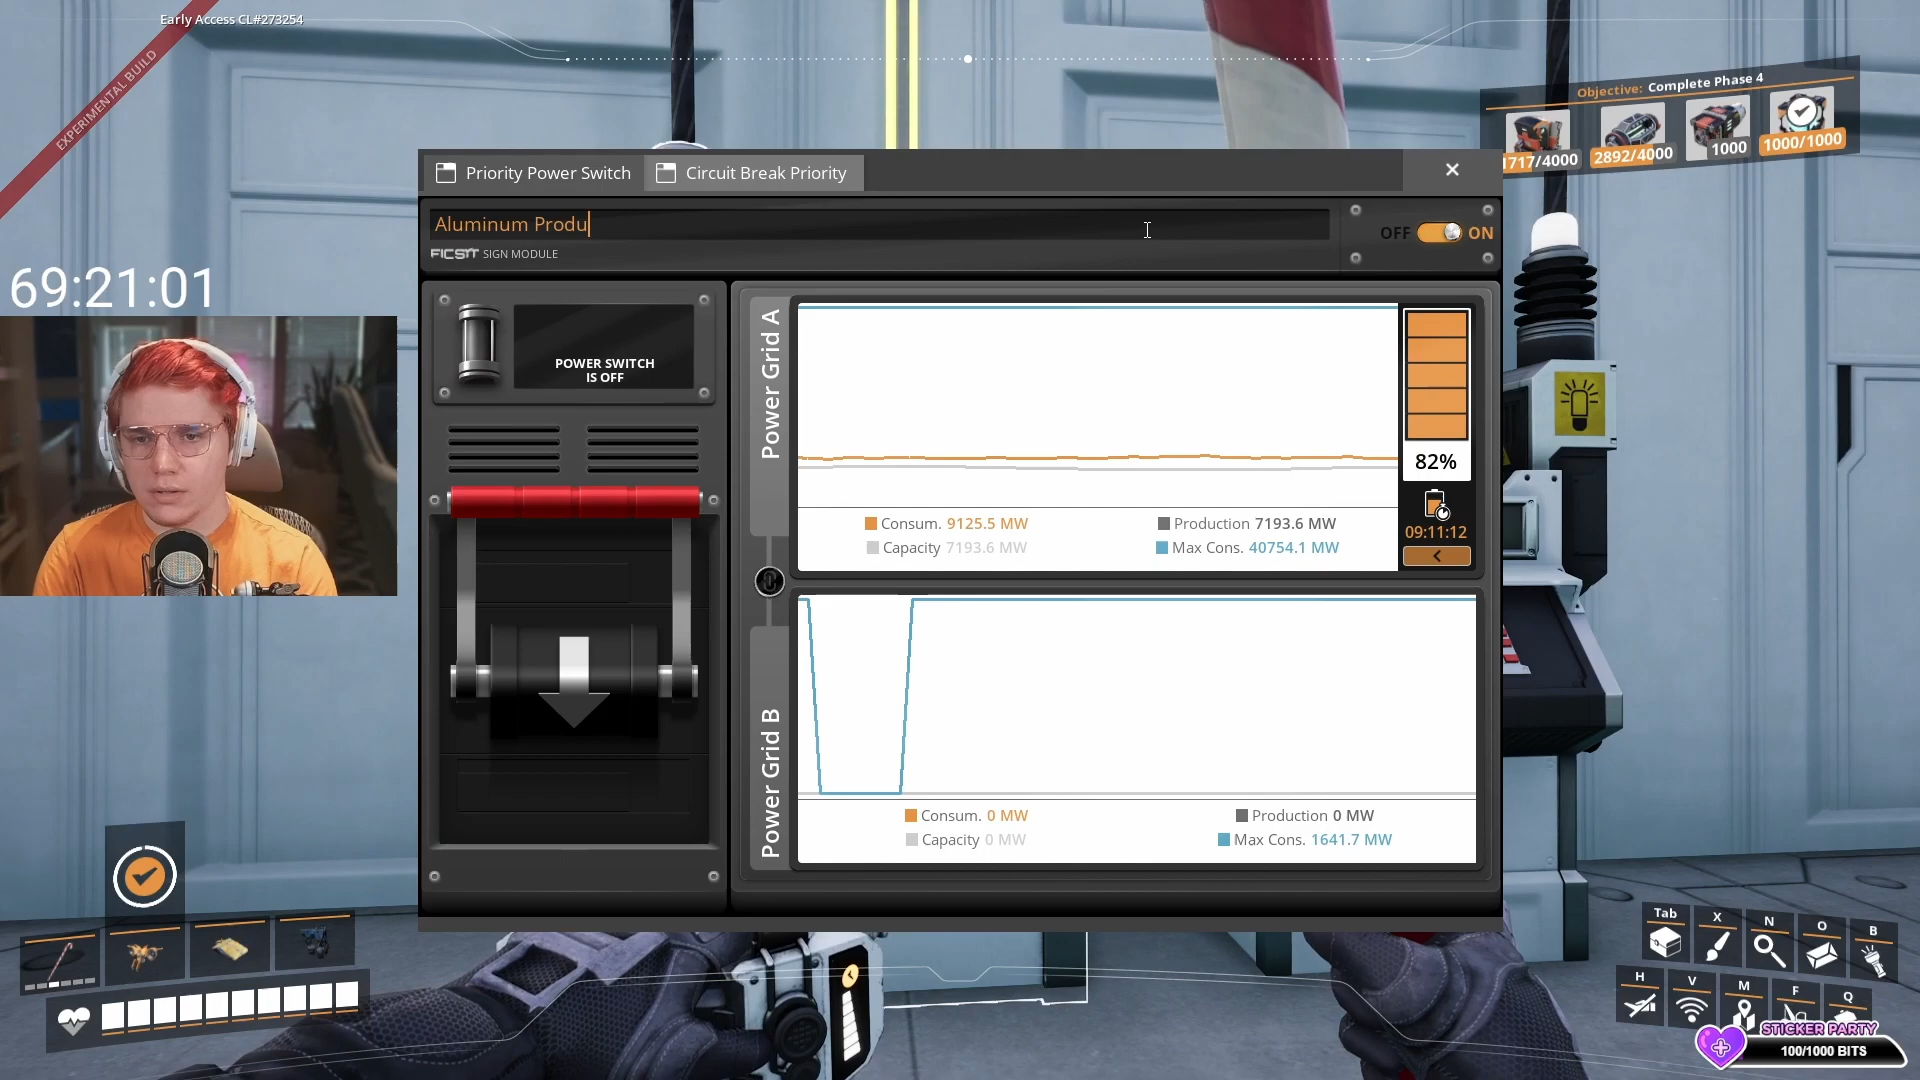 Early Access CL#273254
EXPERIMENTAL BUILD
Objective: Complete Phase 4
1717/4000
2892/4000
1000
1000/1000
Priority Power Switch
Circuit Break Priority
Aluminum Produ
OFF
ON
FICSIT SIGN MODULE
69:21:01
POWER SWITCH
IS OFF
Power Grid A
82%
09:11:12
Consum. 9125.5 MW
Production 7193.6 MW
Capacity 7193.6 MW
Max Cons. 40754.1 MW
Power Grid B
Consum. 0 MW
Production 0 MW
Capacity 0 MW
Max Cons. 1641.7 MW
Tab
X
N
O
B
H
V
M
F
Q
STICKER PARTY
100/1000 BITS